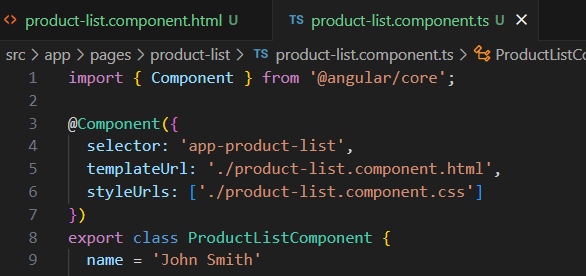 <> product-list.component.html U
TS product-list.component.ts U ×
src > app > pages > product-list > TS product-list.component.ts > ProductListCo
1 import { Component } from '@angular/core';
2
3 @Component({
4 selector: 'app-product-list',
5 templateUrl: './product-list.component.html',
6 styleUrls: ['./product-list.component.css']
7 })
8 export class ProductListComponent {
9 name = 'John Smith'